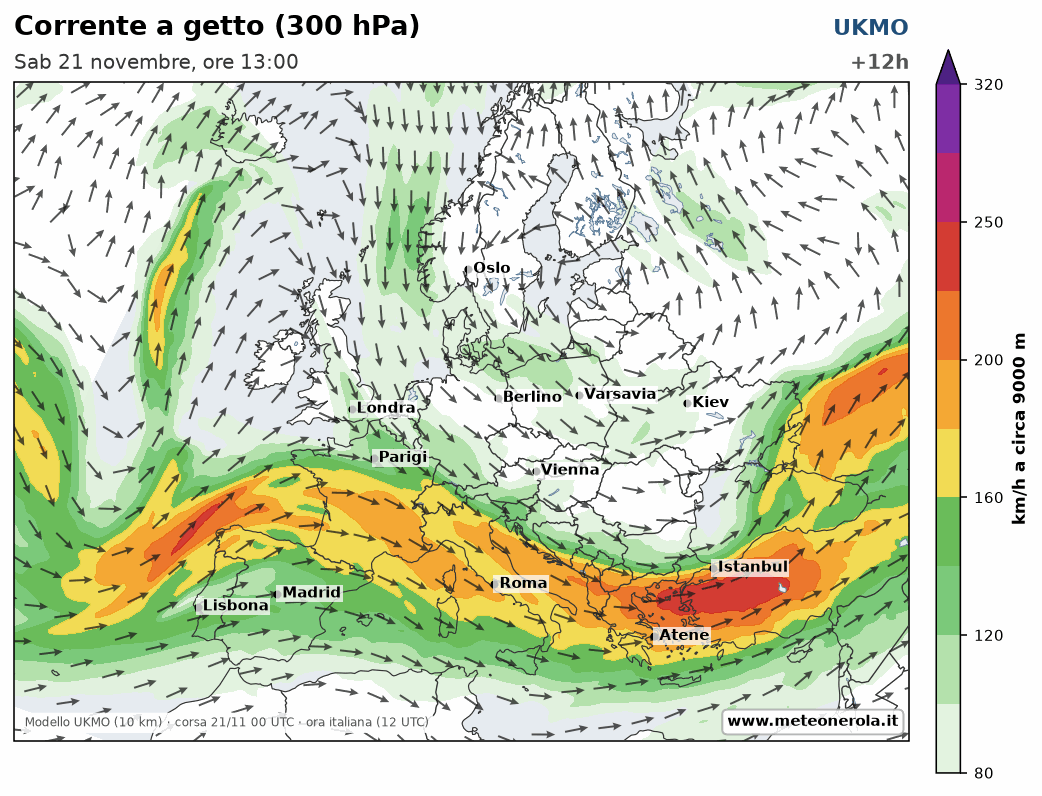 Corrente a getto (300 hPa)
UKMO
Sab 21 novembre, ore 13:00
+12h
320
250
200
160
120
80
km/h a circa 9000 m
Oslo
Berlino
Varsavia
Kiev
Londra
Parigi
Vienna
Istanbul
Roma
Madrid
Lisbona
Atene
Modello UKMO (10 km) · corsa 21/11 00 UTC · ora italiana (12 UTC)
www.meteonerola.it